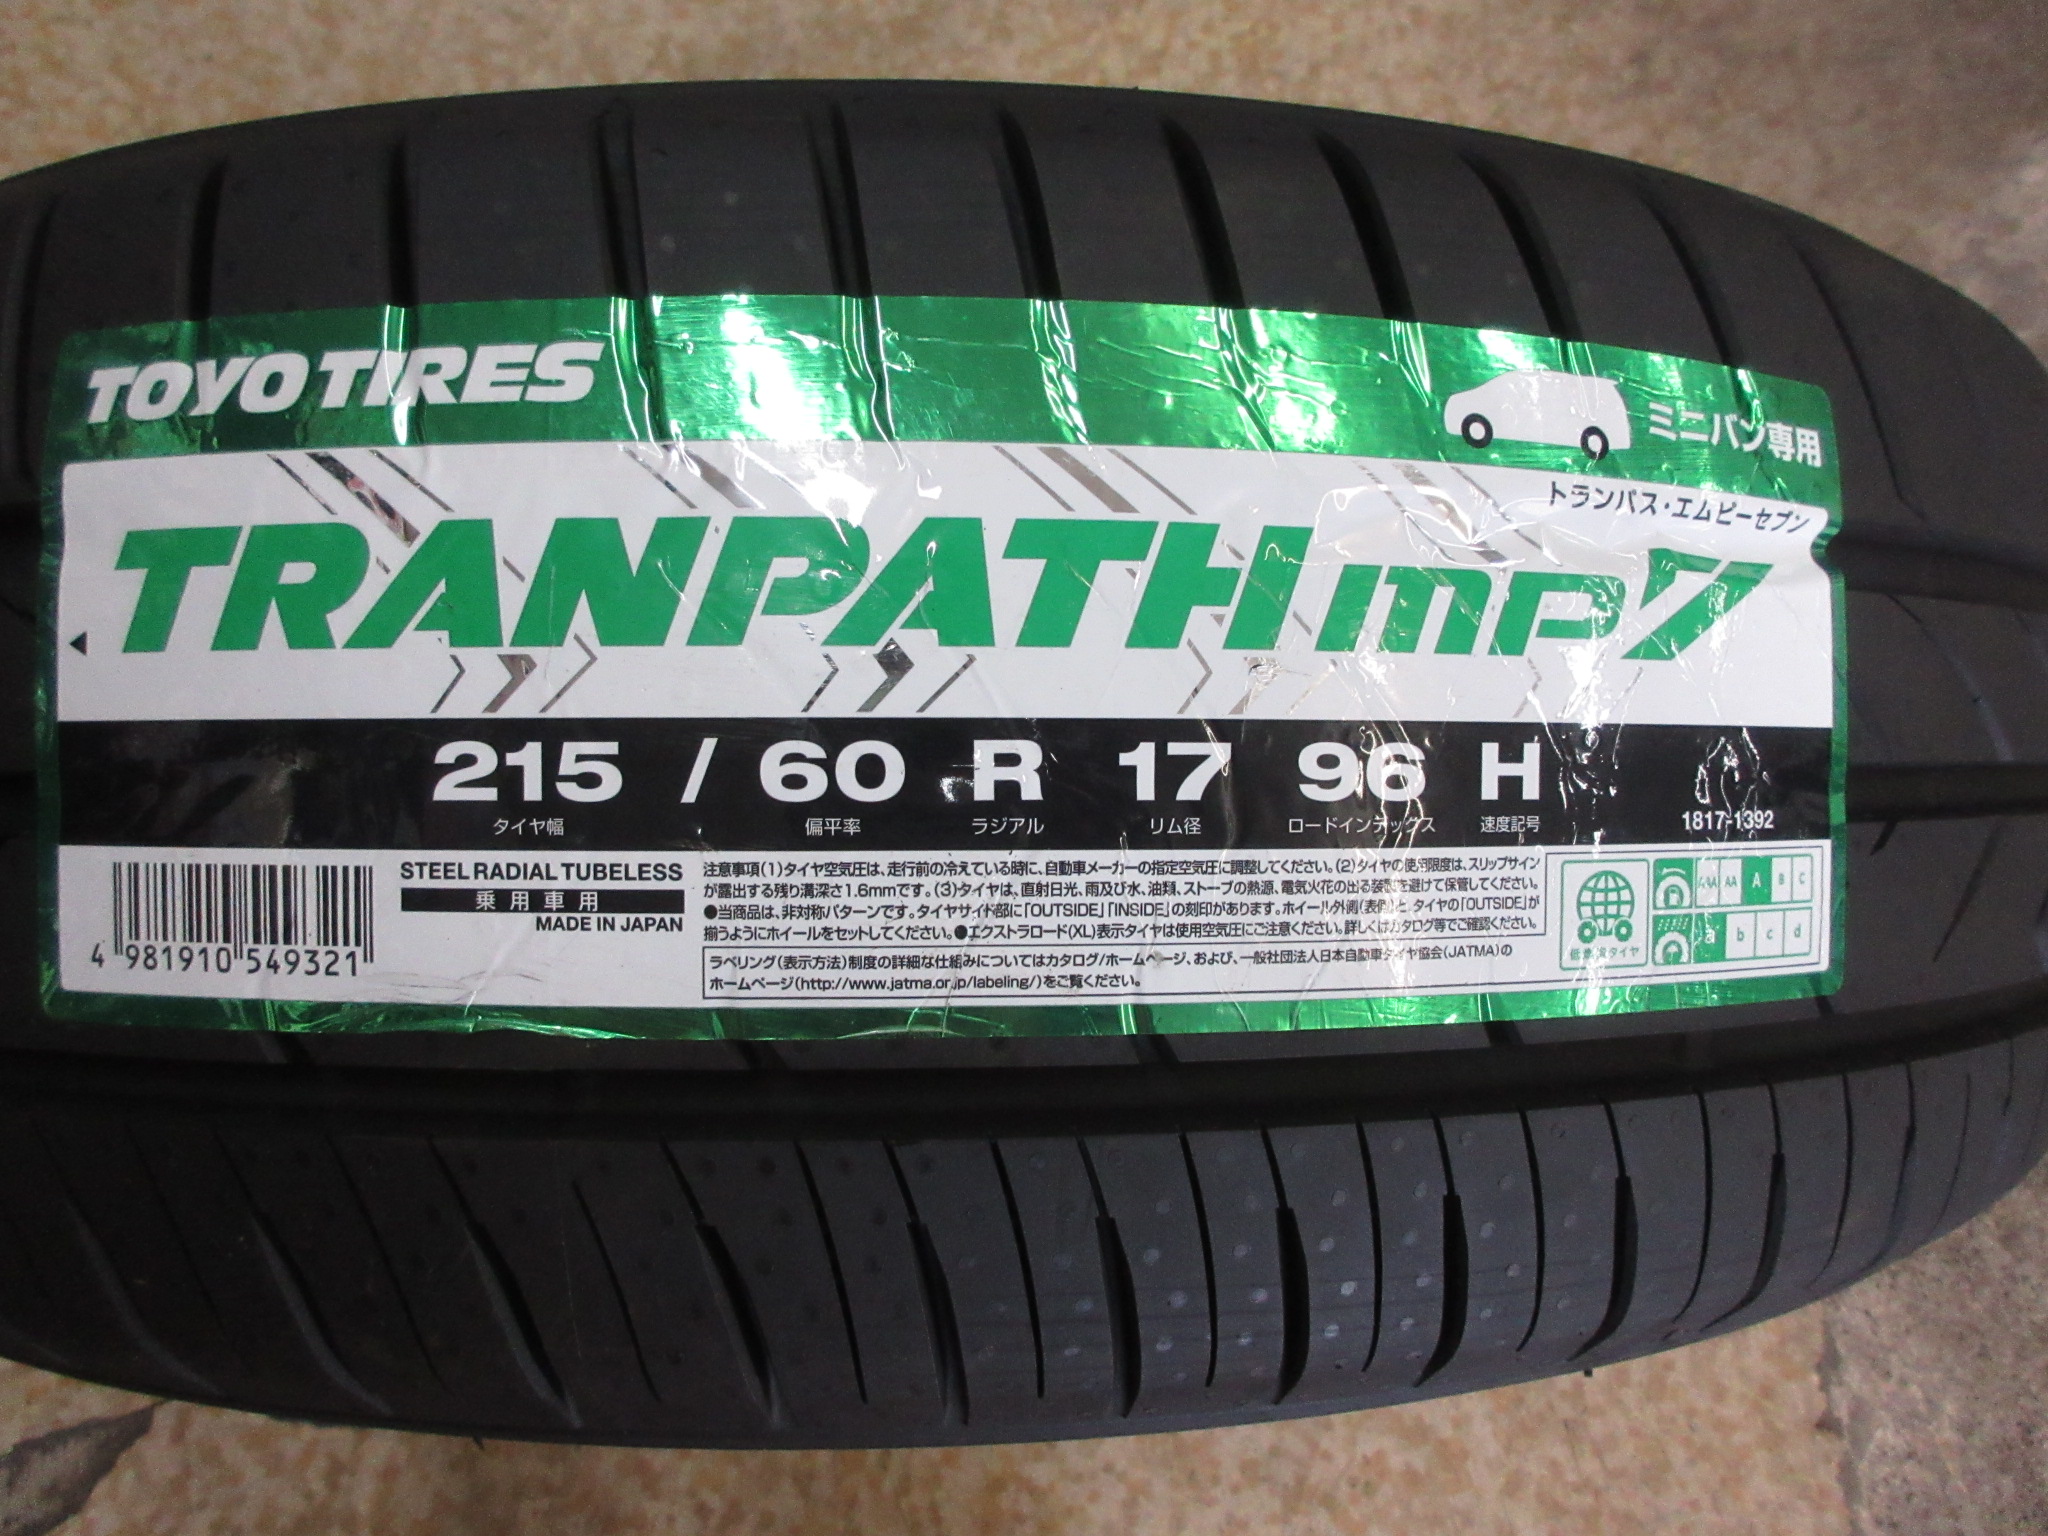 TOYO TIRES
ミニバン専用
トランパス・エムピーセブン
TRANPATH mp7
215 / 60 R 17 96 H
タイヤ幅 偏平率 ラジアル リム径 ロードインデックス 速度記号
1817-1392
4 981910 549321
STEEL RADIAL TUBELESS
乗用車用
MADE IN JAPAN
注意事項(1)タイヤ空気圧は、走行前の冷えている時に、自動車メーカーの指定空気圧に調整してください。(2)タイヤの使用限度は、スリップサイン
が露出する残り溝深さ1.6mmです。(3)タイヤは、直射日光、雨及び水、油類、ストーブの熱源、電気火花の出る装置を避けて保管してください。
●当商品は、非対称パターンです。タイヤサイド部に「OUTSIDE」「INSIDE」の刻印があります。ホイール外側(表側)と、タイヤの「OUTSIDE」が
揃うようにホイールをセットしてください。●エクストラロード(XL)表示タイヤは使用空気圧にご注意ください。詳しくはカタログ等でご確認ください。
ラベリング(表示方法)制度の詳細な仕組みについてはカタログ/ホームページ、および、一般社団法人日本自動車タイヤ協会(JATMA)の
ホームページ(http://www.jatma.or.jp/labeling/)をご覧ください。
低燃費タイヤ
AAA AA A B C
a b c d